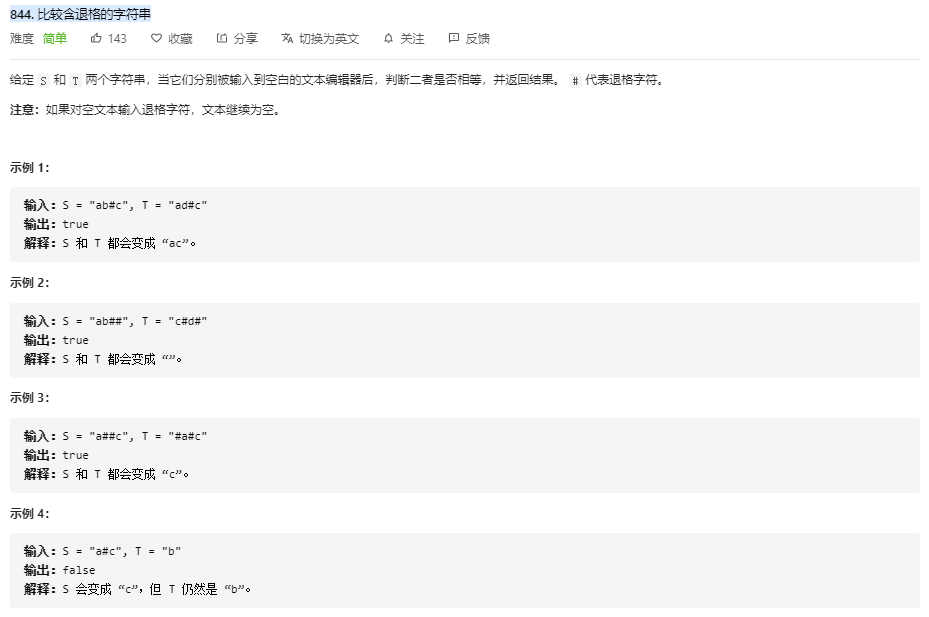 844. 比较含退格的字符串
难度 简单 143 收藏 分享 切换为英文 关注 反馈
给定 S 和 T 两个字符串，当它们分别被输入到空白的文本编辑器后，判断二者是否相等，并返回结果。 # 代表退格字符。
注意：如果对空文本输入退格字符，文本继续为空。
示例 1：
输入：S = "ab#c", T = "ad#c"
输出：true
解释：S 和 T 都会变成 “ac”。
示例 2：
输入：S = "ab##", T = "c#d#"
输出：true
解释：S 和 T 都会变成 “”。
示例 3：
输入：S = "a##c", T = "#a#c"
输出：true
解释：S 和 T 都会变成 “c”。
示例 4：
输入：S = "a#c", T = "b"
输出：false
解释：S 会变成 “c”，但 T 仍然是 “b”。